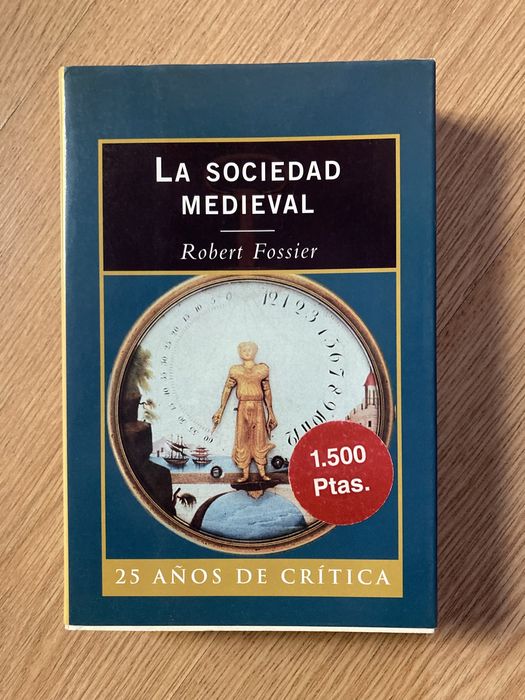 LA SOCIEDAD
MEDIEVAL
Robert Fossier
1.500
Ptas.
25 AÑOS DE CRÍTICA